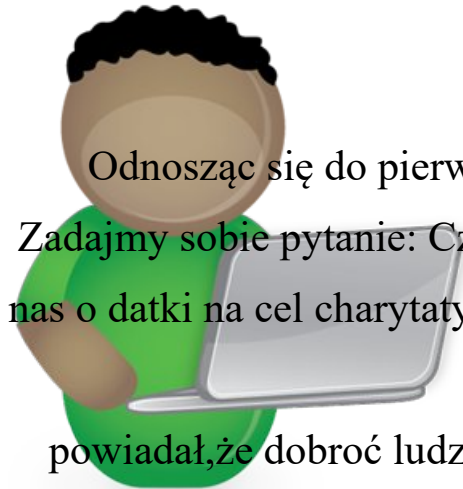 Odnosząc się do pierw
Zadajmy sobie pytanie: Cz
nas o datki na cel charytaty
powiadał,że dobroć ludz